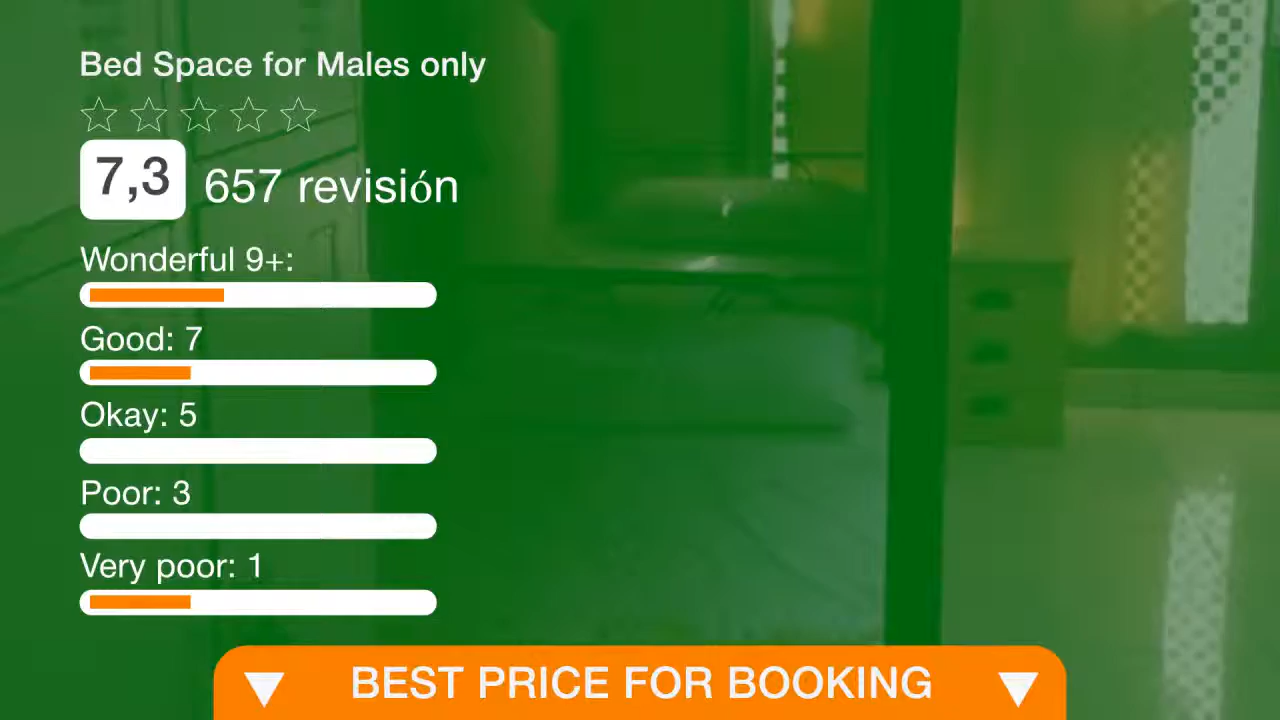 Bed Space for Males only
7,3
657 revisión
Wonderful 9+:
Good: 7
Okay: 5
Poor: 3
Very poor: 1
BEST PRICE FOR BOOKING